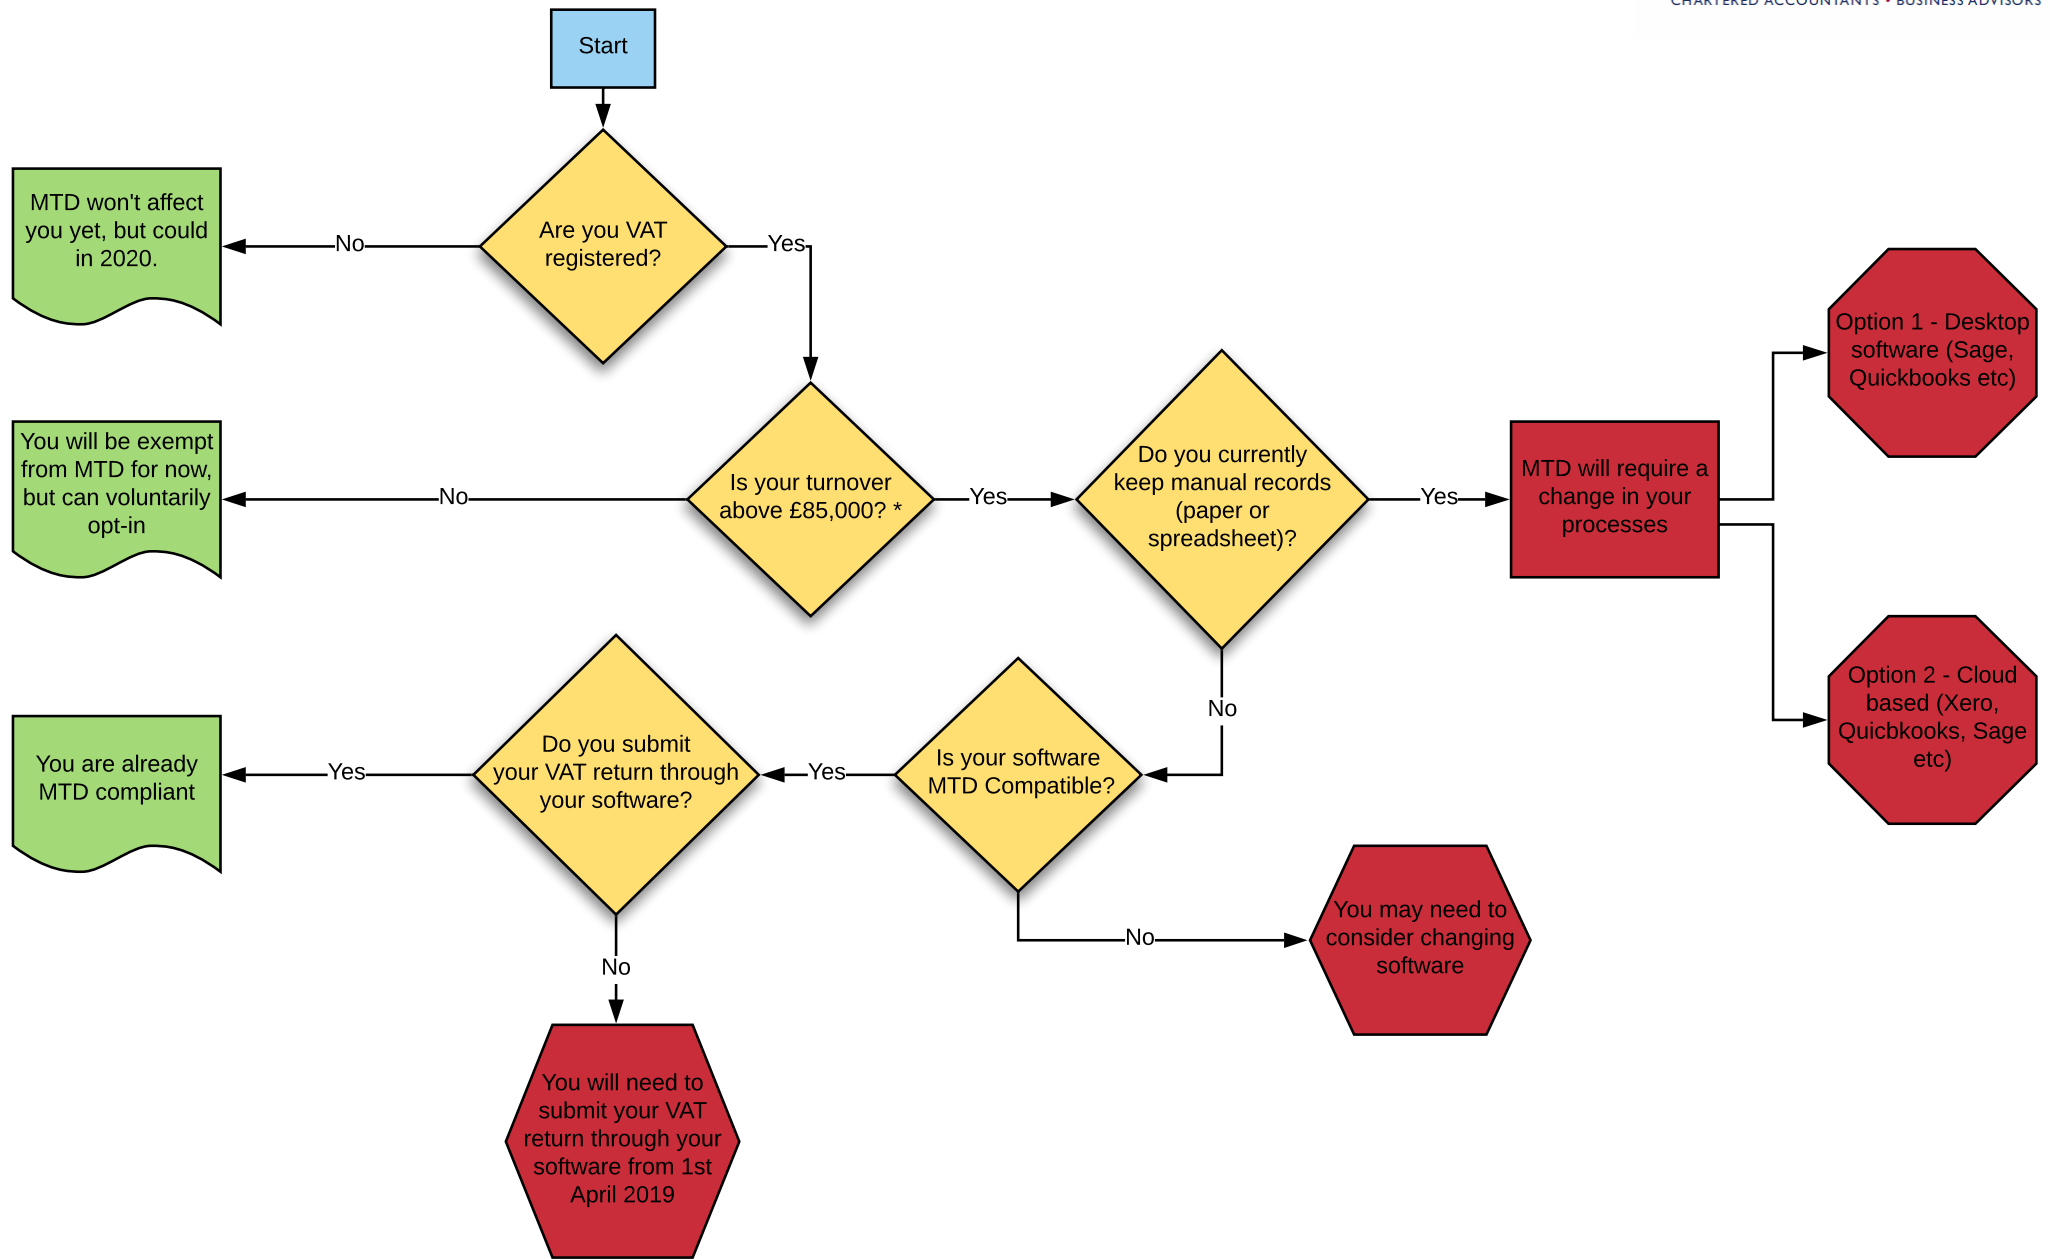 CHARTERED ACCOUNTANTS • BUSINESS ADVISORS
Start
Are you VAT
registered?
No
Yes
MTD won't affect
you yet, but could
in 2020.
Is your turnover
above £85,000? *
No
Yes
You will be exempt
from MTD for now,
but can voluntarily
opt-in
Do you currently
keep manual records
(paper or
spreadsheet)?
Yes
No
MTD will require a
change in your
processes
Option 1 - Desktop
software (Sage,
Quickbooks etc)
Option 2 - Cloud
based (Xero,
Quicbkooks, Sage
etc)
Is your software
MTD Compatible?
Yes
No
You may need to
consider changing
software
Do you submit
your VAT return through
your software?
Yes
No
You are already
MTD compliant
You will need to
submit your VAT
return through your
software from 1st
April 2019